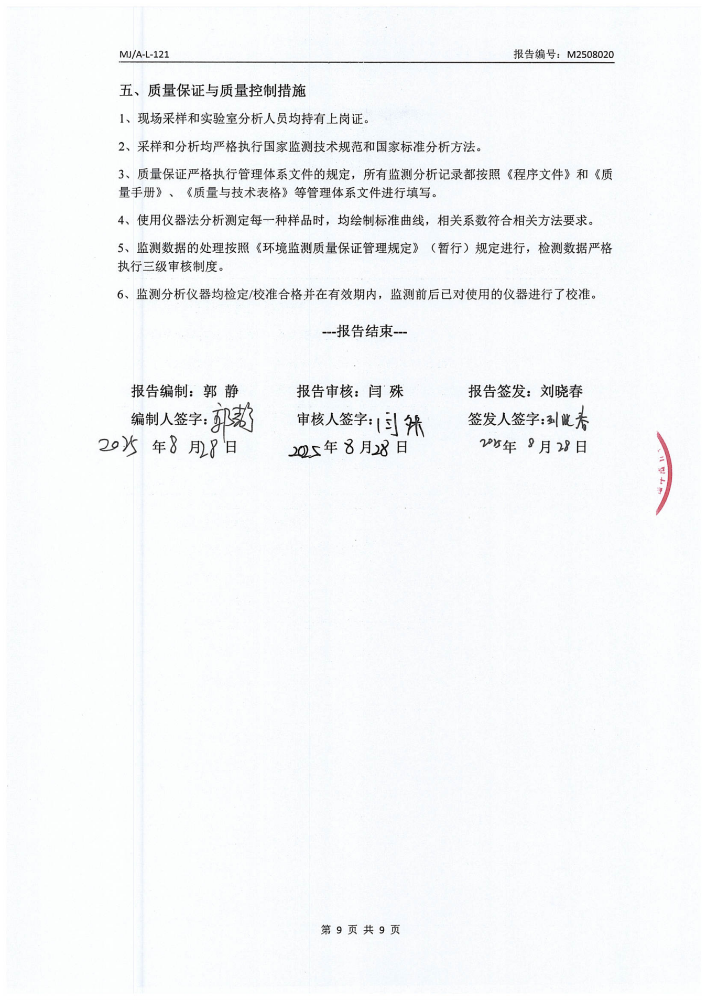 MJ/A-L-121 报告编号：M2508020
五、质量保证与质量控制措施
1、现场采样和实验室分析人员均持有上岗证。
2、采样和分析均严格执行国家监测技术规范和国家标准分析方法。
3、质量保证严格执行管理体系文件的规定，所有监测分析记录都按照《程序文件》和《质
量手册》、《质量与技术表格》等管理体系文件进行填写。
4、使用仪器法分析测定每一种样品时，均绘制标准曲线，相关系数符合相关方法要求。
5、监测数据的处理按照《环境监测质量保证管理规定》（暂行）规定进行，检测数据严格
执行三级审核制度。
6、监测分析仪器均检定/校准合格并在有效期内，监测前后已对使用的仪器进行了校准。
---报告结束---
报告编制：郭 静 报告审核：闫 殊 报告签发：刘晓春
编制人签字：郭静 审核人签字：闫殊 签发人签字：刘晓春
2025 年 8 月 28 日 2025 年 8 月 28 日 2025 年 8 月 28 日
第 9 页 共 9 页